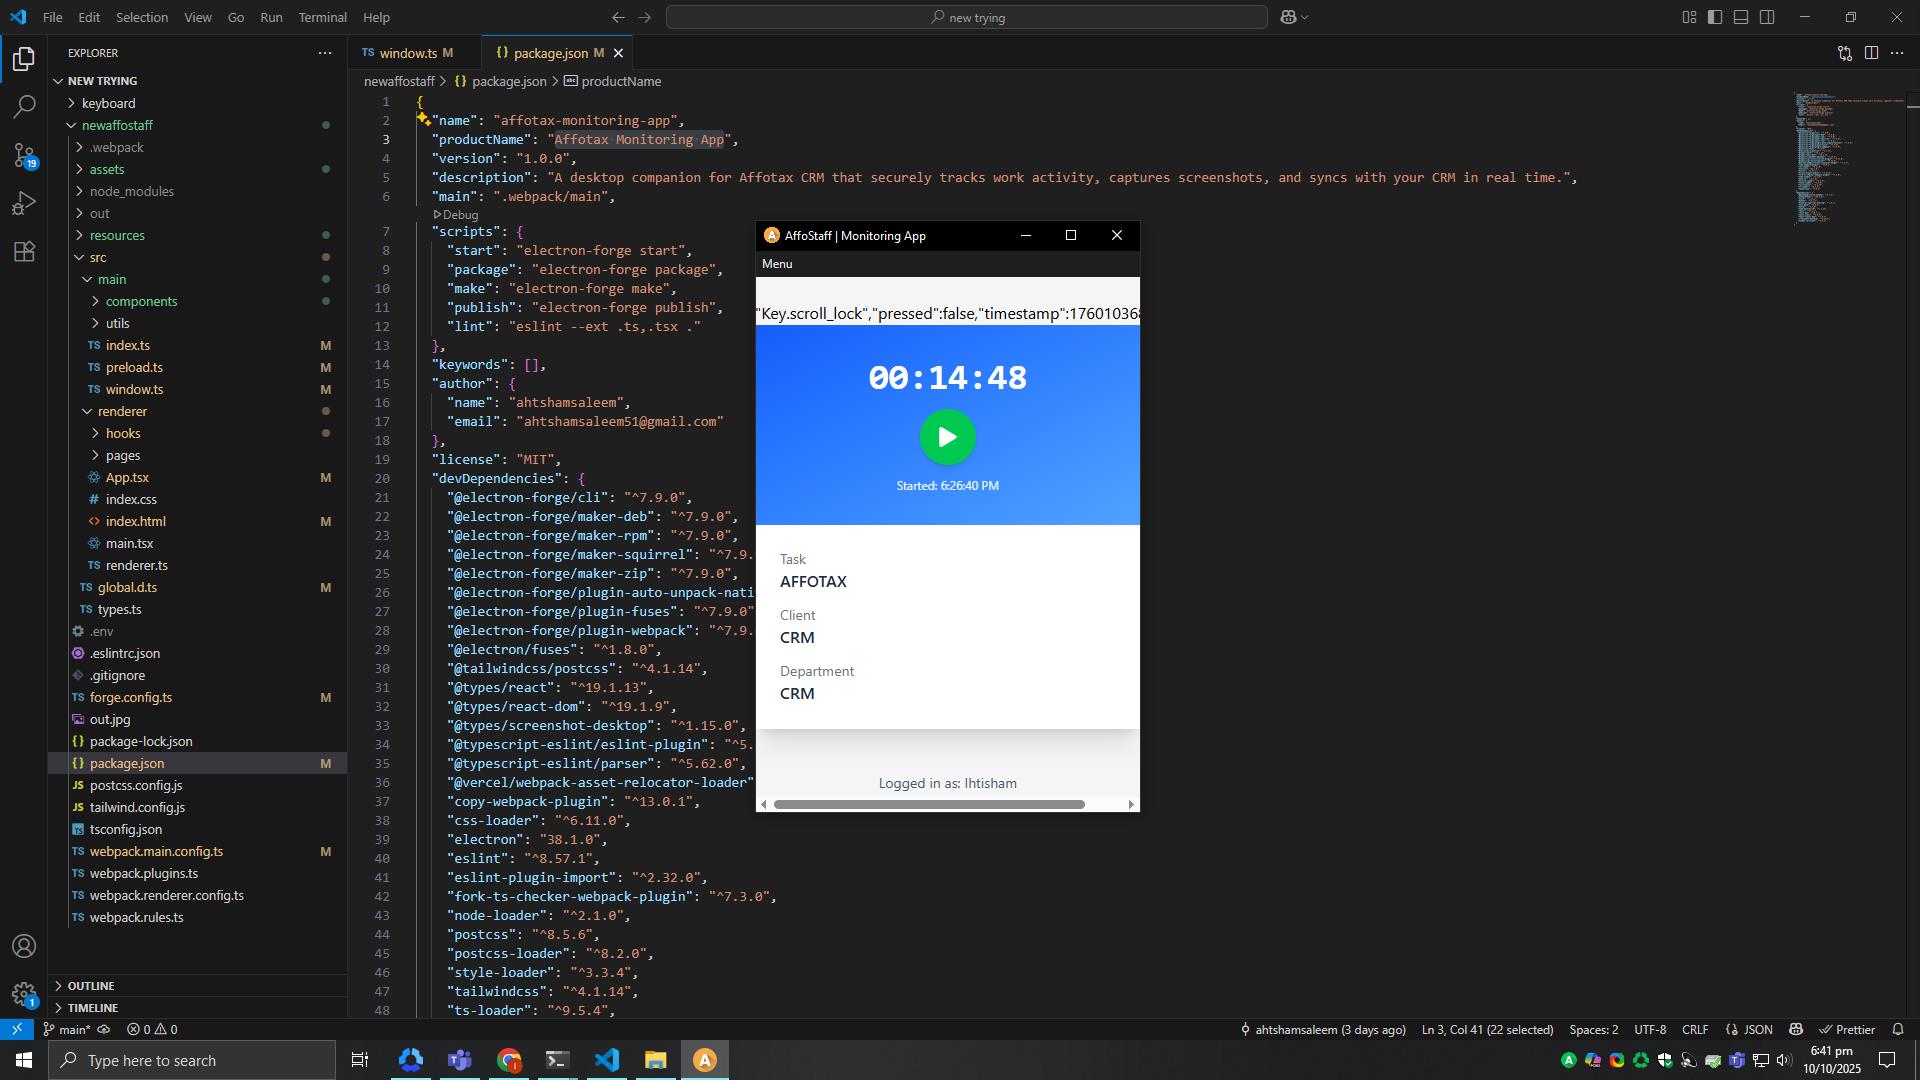 File Edit Selection View Go Run Terminal Help
new trying
EXPLORER
NEW TRYING
keyboard
newaffostaff
.webpack
assets
node_modules
out
resources
src
main
components
utils
TS index.ts M
TS preload.ts M
TS window.ts M
renderer
hooks
pages
App.tsx M
# index.css
<> index.html M
main.tsx
TS renderer.ts
TS global.d.ts M
TS types.ts
.env
.eslintrc.json
.gitignore
TS forge.config.ts M
out.jpg
{} package-lock.json
{} package.json M
JS postcss.config.js
JS tailwind.config.js
tsconfig.json
TS webpack.main.config.ts M
TS webpack.plugins.ts
TS webpack.renderer.config.ts
TS webpack.rules.ts
OUTLINE
TIMELINE
19
1
TS window.ts M
{} package.json M
newaffostaff > {} package.json > abc productName
1 {
2 "name": "affotax-monitoring-app",
3 "productName": "Affotax Monitoring App",
4 "version": "1.0.0",
5 "description": "A desktop companion for Affotax CRM that securely tracks work activity, captures screenshots, and syncs with your CRM in real time.",
6 "main": ".webpack/main",
Debug
7 "scripts": {
8 "start": "electron-forge start",
9 "package": "electron-forge package",
10 "make": "electron-forge make",
11 "publish": "electron-forge publish",
12 "lint": "eslint --ext .ts,.tsx ."
13 },
14 "keywords": [],
15 "author": {
16 "name": "ahtshamsaleem",
17 "email": "ahtshamsaleem51@gmail.com"
18 },
19 "license": "MIT",
20 "devDependencies": {
21 "@electron-forge/cli": "^7.9.0",
22 "@electron-forge/maker-deb": "^7.9.0",
23 "@electron-forge/maker-rpm": "^7.9.0",
24 "@electron-forge/maker-squirrel": "^7.9.
25 "@electron-forge/maker-zip": "^7.9.0",
26 "@electron-forge/plugin-auto-unpack-nati
27 "@electron-forge/plugin-fuses": "^7.9.0"
28 "@electron-forge/plugin-webpack": "^7.9.
29 "@electron/fuses": "^1.8.0",
30 "@tailwindcss/postcss": "^4.1.14",
31 "@types/react": "^19.1.13",
32 "@types/react-dom": "^19.1.9",
33 "@types/screenshot-desktop": "^1.15.0",
34 "@typescript-eslint/eslint-plugin": "^5.
35 "@typescript-eslint/parser": "^5.62.0",
36 "@vercel/webpack-asset-relocator-loader"
37 "copy-webpack-plugin": "^13.0.1",
38 "css-loader": "^6.11.0",
39 "electron": "38.1.0",
40 "eslint": "^8.57.1",
41 "eslint-plugin-import": "^2.32.0",
42 "fork-ts-checker-webpack-plugin": "^7.3.0",
43 "node-loader": "^2.1.0",
44 "postcss": "^8.5.6",
45 "postcss-loader": "^8.2.0",
46 "style-loader": "^3.3.4",
47 "tailwindcss": "^4.1.14",
48 "ts-loader": "^9.5.4",
A AffoStaff | Monitoring App
Menu
"Key.scroll_lock","pressed":false,"timestamp":176010368
00:14:48
Started: 6:26:40 PM
Task
AFFOTAX
Client
CRM
Department
CRM
Logged in as: Ihtisham
main* 0 0
ahtshamsaleem (3 days ago) Ln 3, Col 41 (22 selected) Spaces: 2 UTF-8 CRLF {} JSON Prettier
Type here to search
6:41 pm
10/10/2025